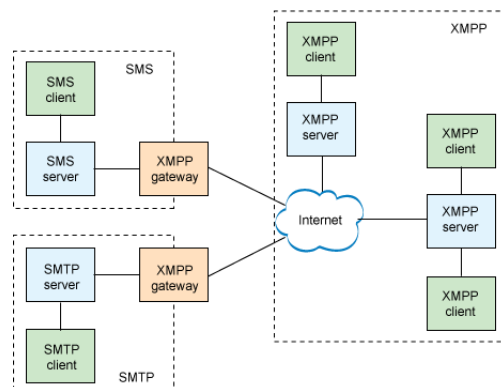 SMS
SMS
client
SMS
server
XMPP
gateway
SMTP
server
XMPP
gateway
SMTP
client
SMTP
XMPP
XMPP
client
XMPP
server
Internet
XMPP
client
XMPP
server
XMPP
client